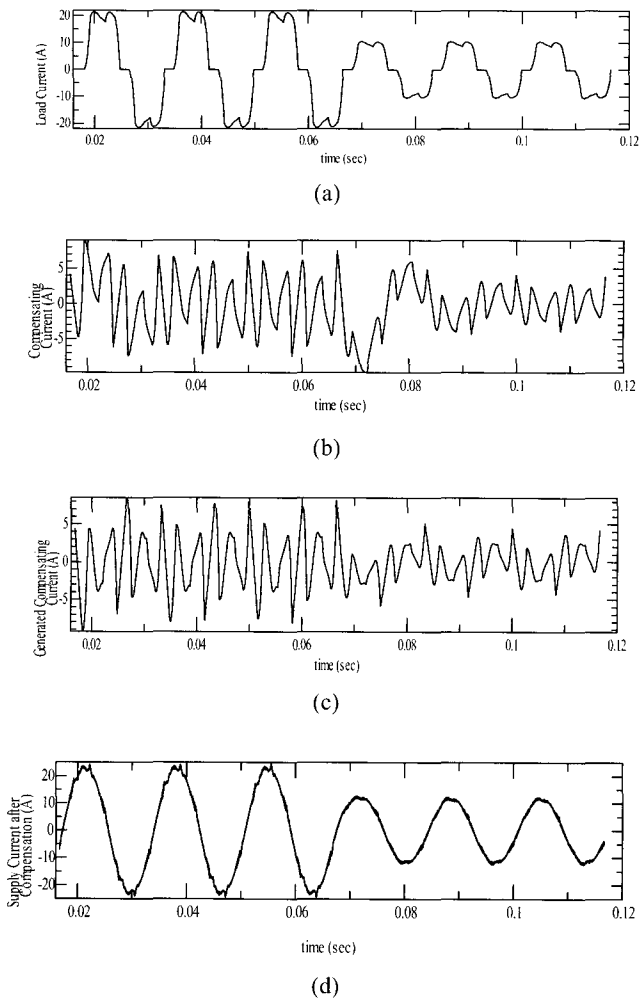 Load Current (A)
20
10
0
-10
-20
0.02
0.04
0.06
0.08
0.1
0.12
time (sec)
(a)
Compensating
Current (A)
5
0
-5
0.02
0.04
0.06
0.08
0.1
0.12
time (sec)
(b)
Generated Compensating
Current (A)
5
0
-5
0.02
0.04
0.06
0.08
0.1
0.12
time (sec)
(c)
Supply Current after
Compensation (A)
20
10
0
-10
-20
0.02
0.04
0.06
0.08
0.1
0.12
time (sec)
(d)